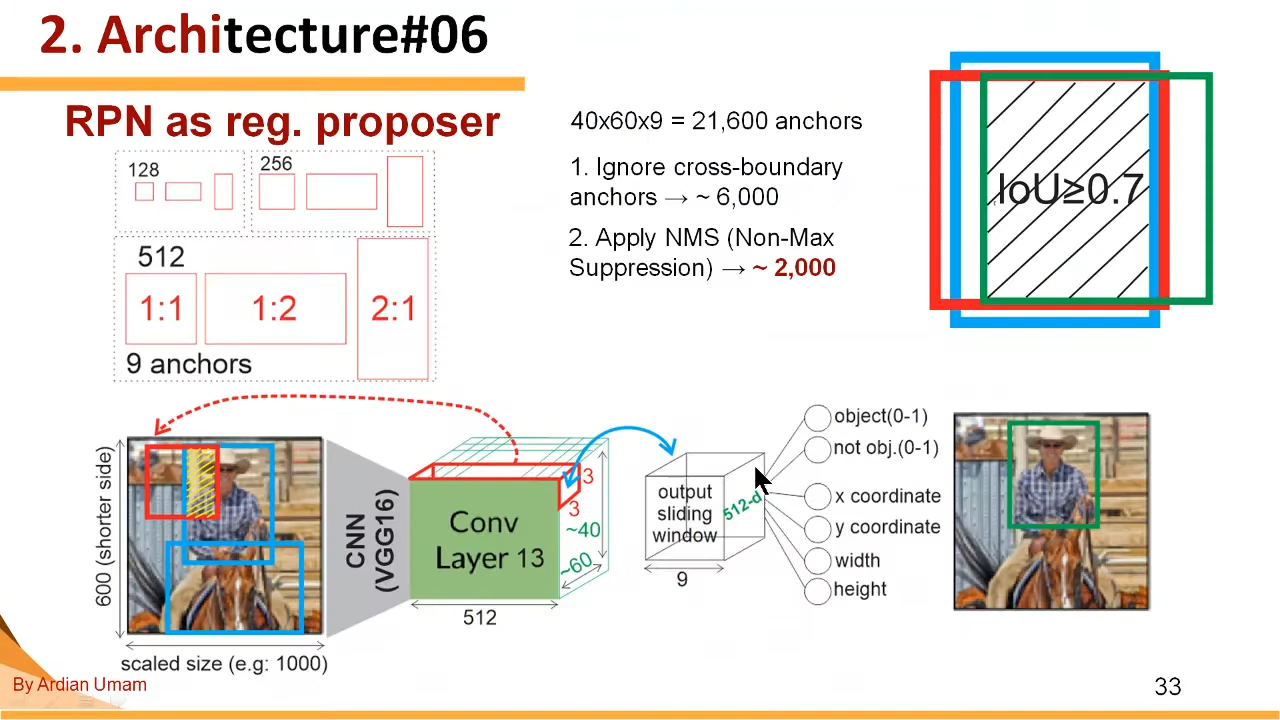 2. Architecture#06
RPN as reg. proposer
128
256
512
1:1
1:2
2:1
9 anchors
40x60x9 = 21,600 anchors
1. Ignore cross-boundary
anchors → ~ 6,000
2. Apply NMS (Non-Max
Suppression) → ~ 2,000
IoU≥0.7
600 (shorter side)
scaled size (e.g: 1000)
CNN
(VGG16)
Conv
Layer 13
3
3
~40
~60
512
output
sliding
window
512-d
9
object(0-1)
not obj.(0-1)
x coordinate
y coordinate
width
height
By Ardian Umam
33